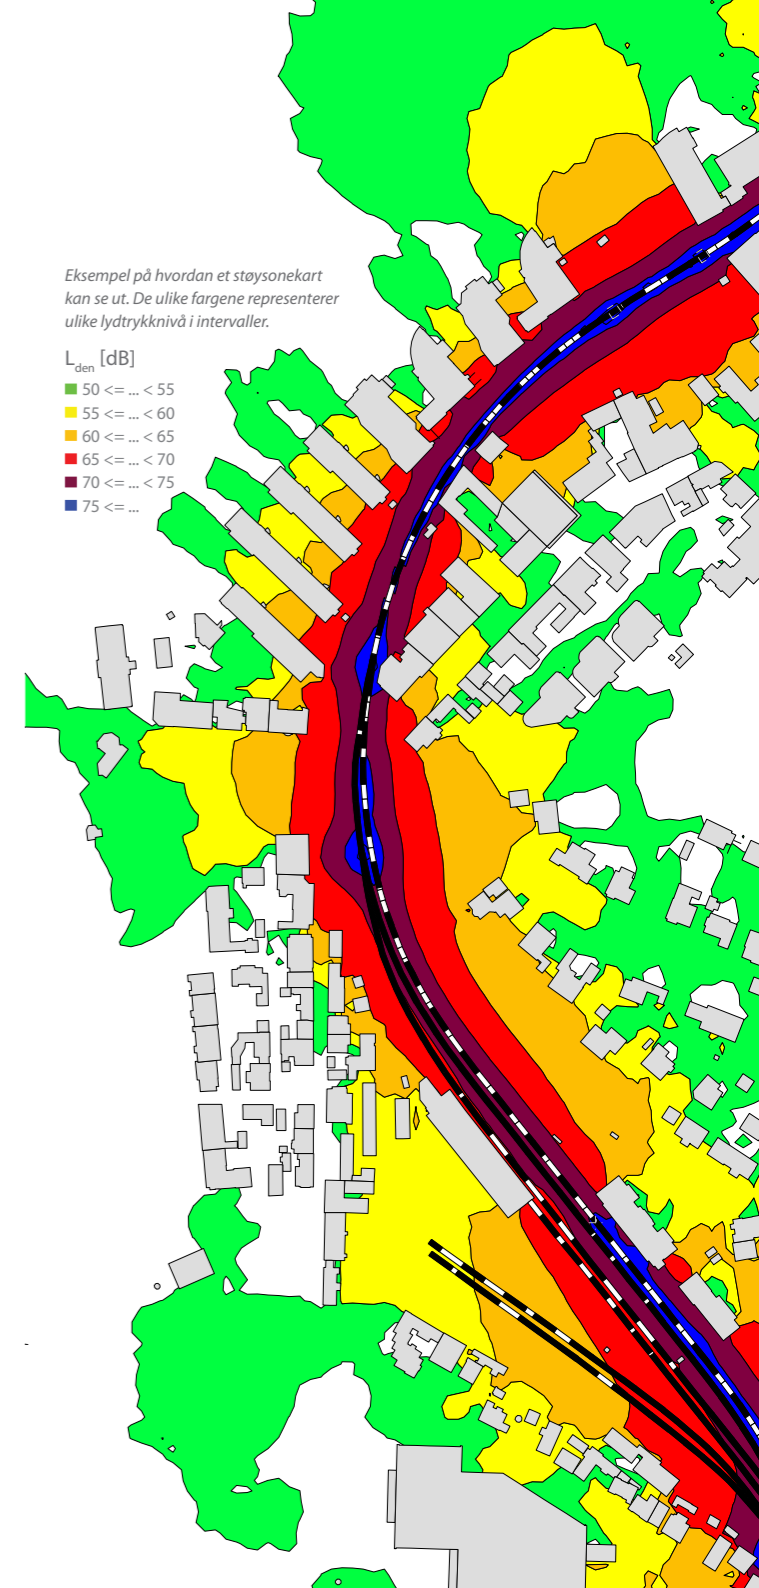 Eksempel på hvordan et støysonekart
kan se ut. De ulike fargene representerer
ulike lydtrykknivå i intervaller.
Lden [dB]
50 <= ... < 55
55 <= ... < 60
60 <= ... < 65
65 <= ... < 70
70 <= ... < 75
75 <= ...